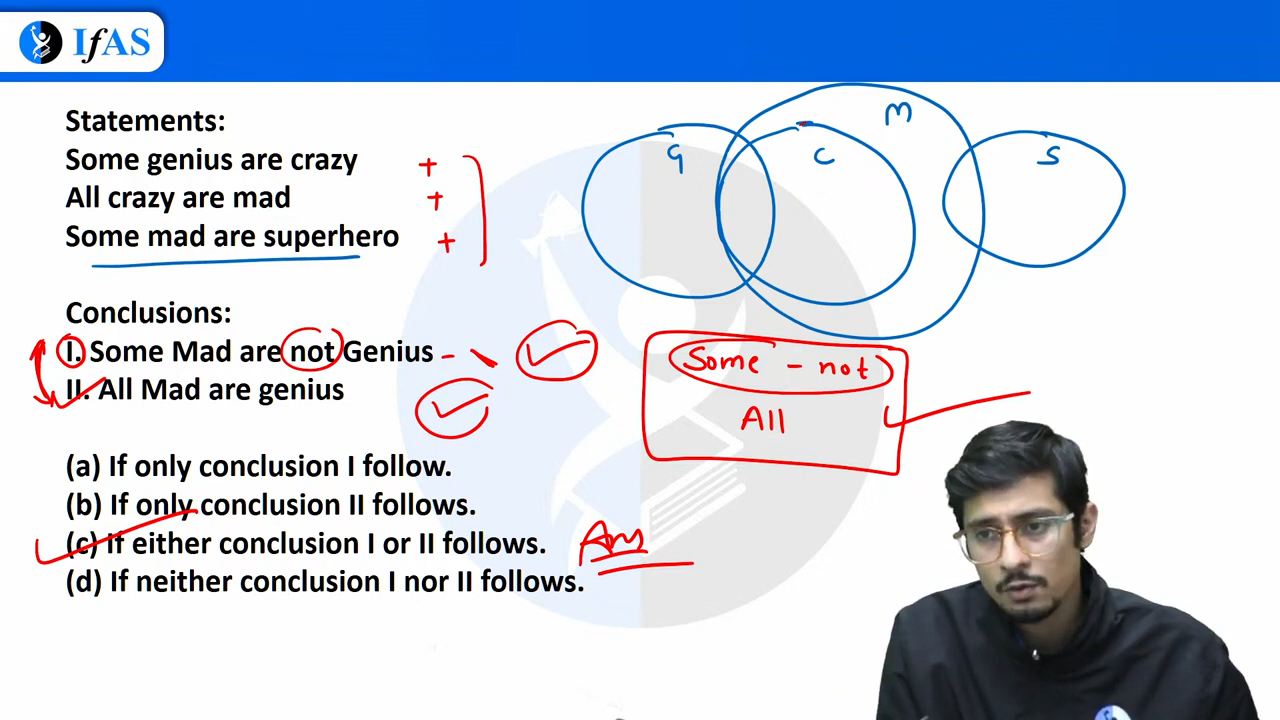 IfAS
Statements:
Some genius are crazy +
All crazy are mad +
Some mad are superhero +
G
C
M
S
Conclusions:
I. Some Mad are not Genius -
II. All Mad are genius
Some - not
All
(a) If only conclusion I follow.
(b) If only conclusion II follows.
(c) If either conclusion I or II follows. Ans
(d) If neither conclusion I nor II follows.